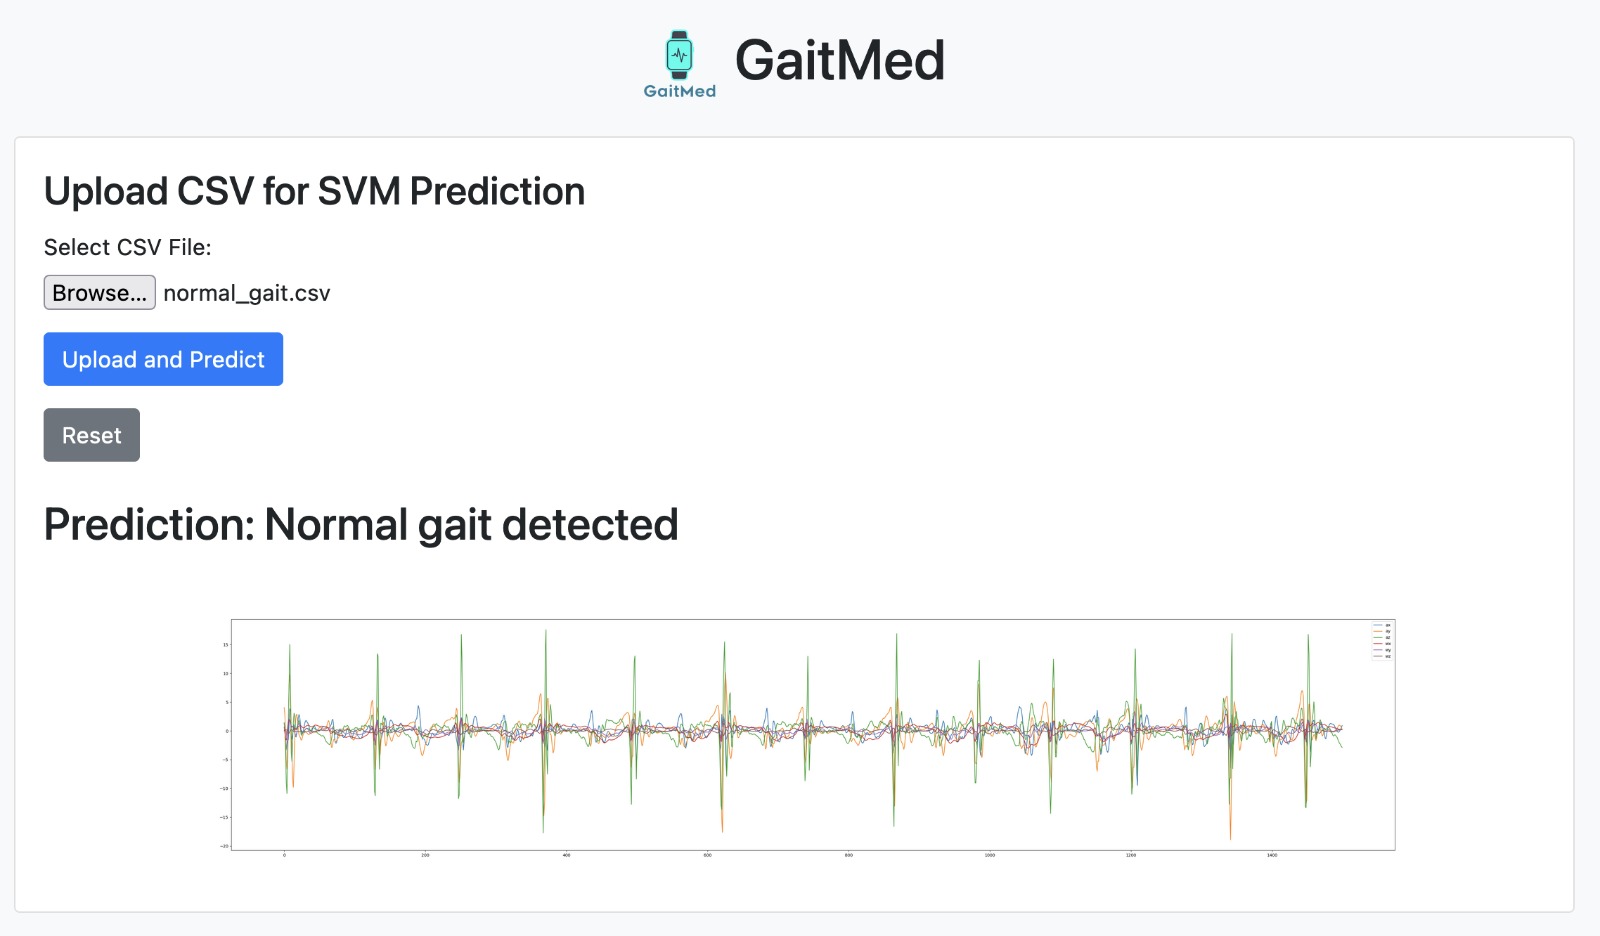 GaitMed
GaitMed
Upload CSV for SVM Prediction
Select CSV File:
Browse... normal_gait.csv
Upload and Predict
Reset
Prediction: Normal gait detected
15
10
5
0
−5
−10
−15
−20
0 200 400 600 800 1000 1200 1400